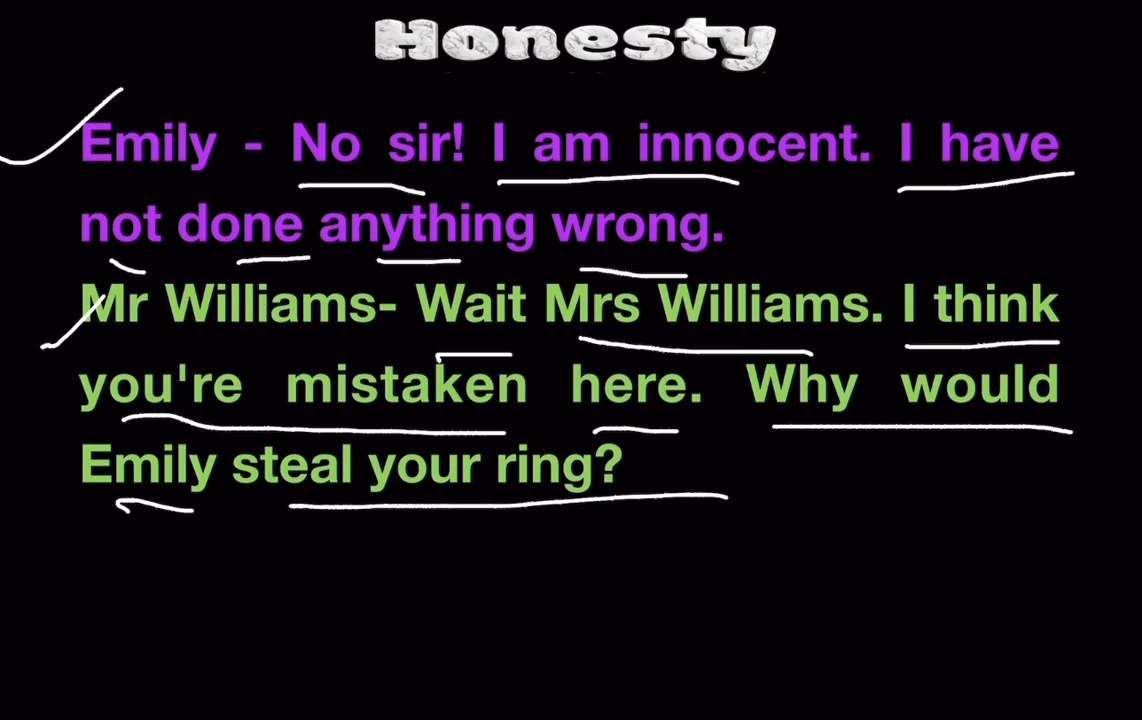 Honesty
Emily - No sir! I am innocent. I have
not done anything wrong.
Mr Williams- Wait Mrs Williams. I think
you're mistaken here. Why would
Emily steal your ring?